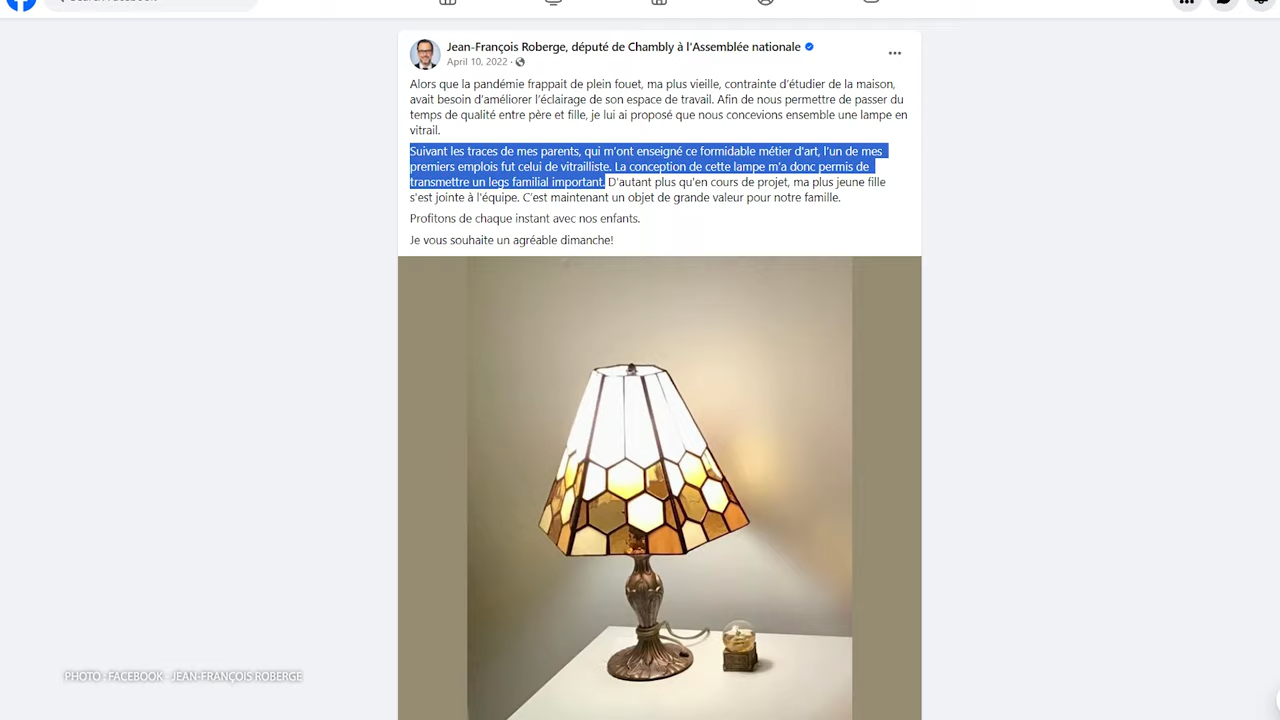 Jean-François Roberge, député de Chambly à l'Assemblée nationale
April 10, 2022 ·
Alors que la pandémie frappait de plein fouet, ma plus vieille, contrainte d’étudier de la maison,
avait besoin d’améliorer l’éclairage de son espace de travail. Afin de nous permettre de passer du
temps de qualité entre père et fille, je lui ai proposé que nous concevions ensemble une lampe en
vitrail.
Suivant les traces de mes parents, qui m’ont enseigné ce formidable métier d'art, l’un de mes
premiers emplois fut celui de vitrailliste. La conception de cette lampe m'a donc permis de
transmettre un legs familial important. D'autant plus qu'en cours de projet, ma plus jeune fille
s'est jointe à l'équipe. C’est maintenant un objet de grande valeur pour notre famille.
Profitons de chaque instant avec nos enfants.
Je vous souhaite un agréable dimanche!
PHOTO - FACEBOOK - JEAN-FRANÇOIS ROBERGE